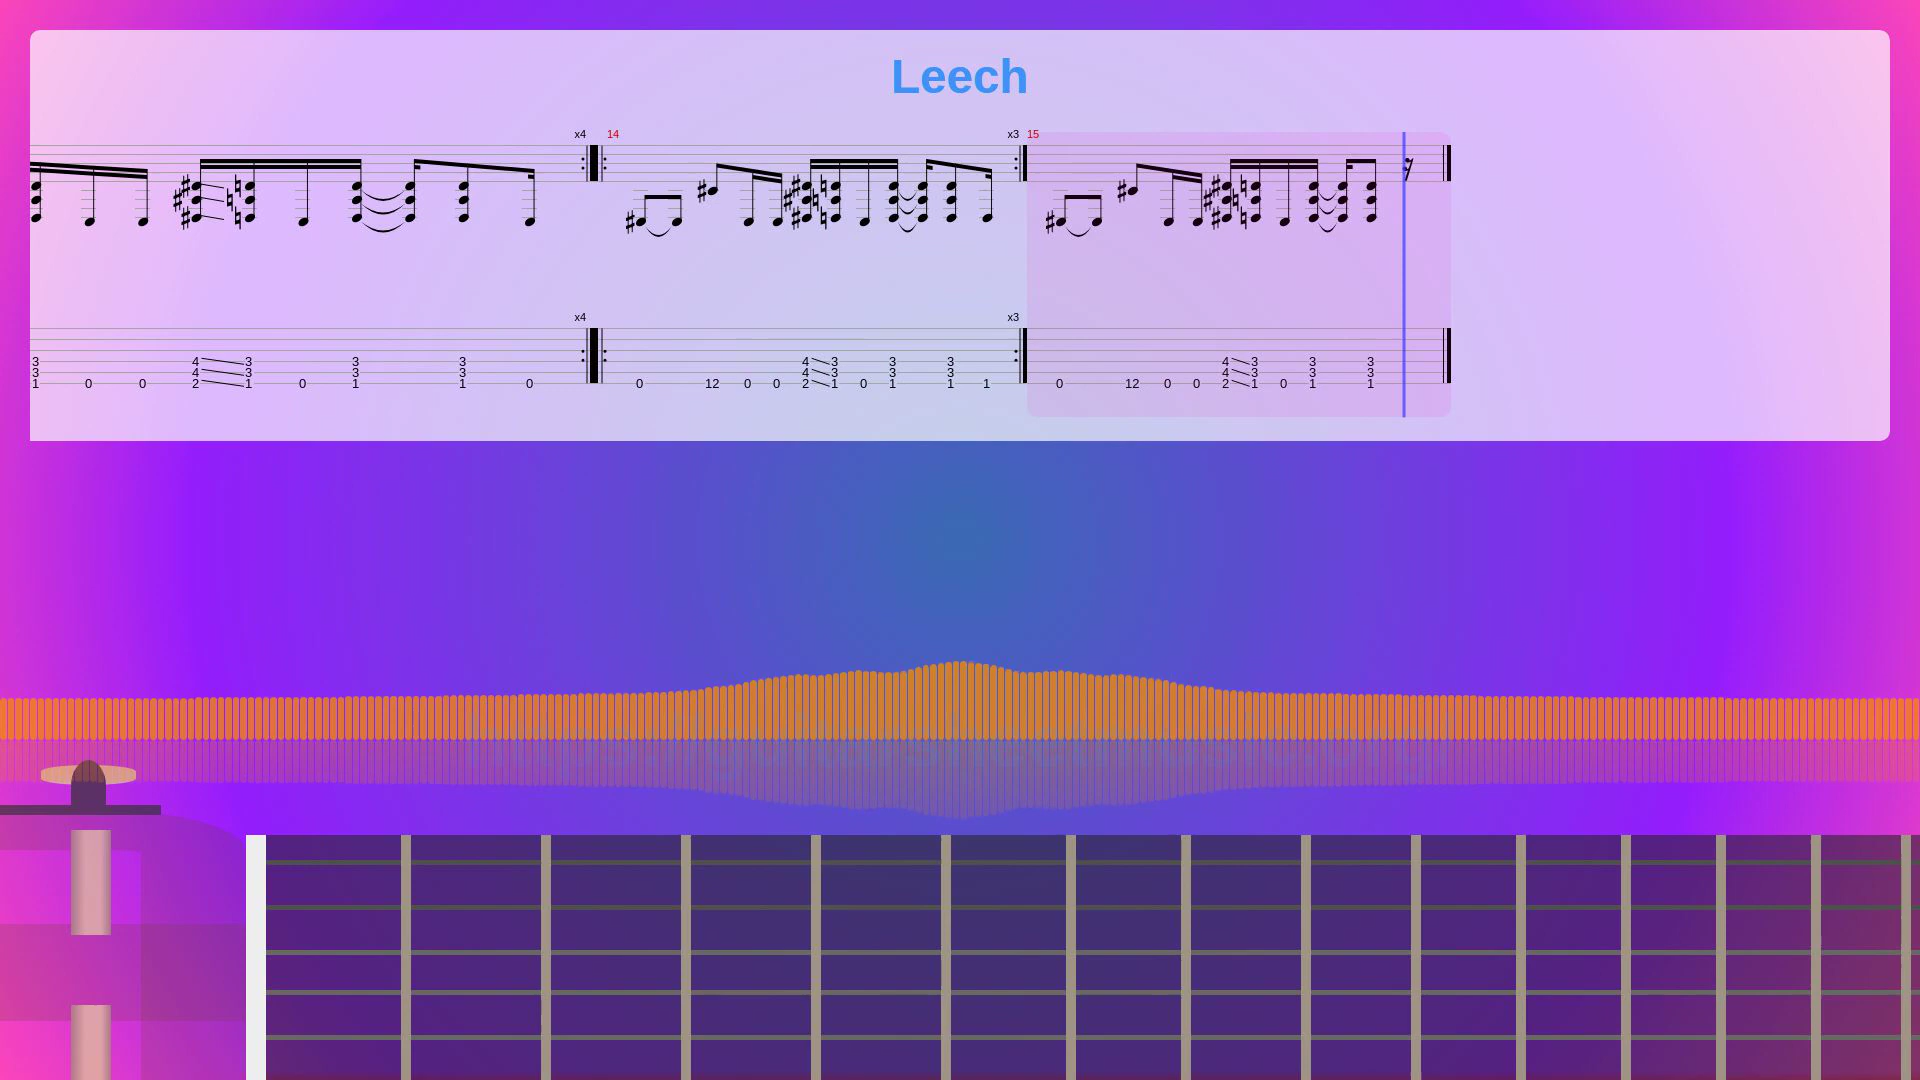 Leech
x4 14 x3 15
x4 x3
3 4 3 3 3 4 3 3 3 4 3 3 3
3 4 3 3 3 4 3 3 3 4 3 3 3
1 0 0 2 1 0 1 1 0 0 12 0 0 2 1 0 1 1 1 0 12 0 0 2 1 0 1 1